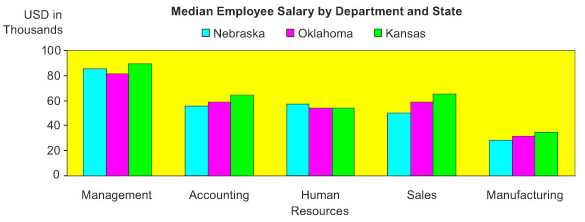 USD in
Thousands
Median Employee Salary by Department and State
Nebraska Oklahoma Kansas
100
80
60
40
20
0
Management Accounting Human Resources Sales Manufacturing